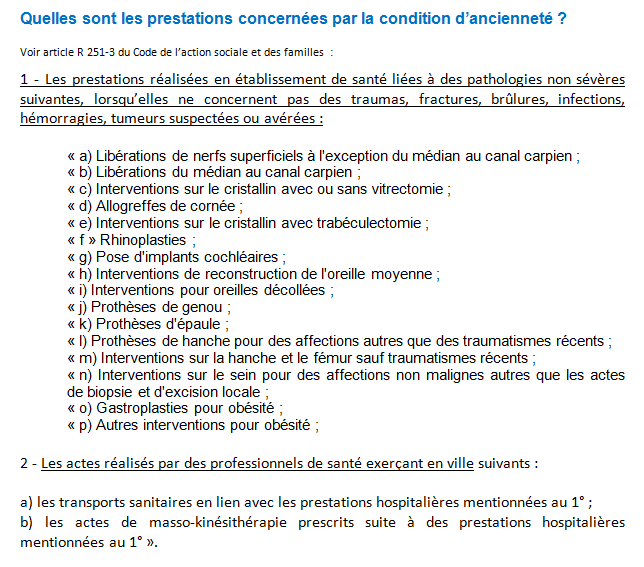 Quelles sont les prestations concernées par la condition d’ancienneté ?
Voir article R 251-3 du Code de l’action sociale et des familles :
1 - Les prestations réalisées en établissement de santé liées à des pathologies non sévères
suivantes, lorsqu’elles ne concernent pas des traumas, fractures, brûlures, infections,
hémorragies, tumeurs suspectées ou avérées :
« a) Libérations de nerfs superficiels à l'exception du médian au canal carpien ;
« b) Libérations du médian au canal carpien ;
« c) Interventions sur le cristallin avec ou sans vitrectomie ;
« d) Allogreffes de cornée ;
« e) Interventions sur le cristallin avec trabéculectomie ;
« f » Rhinoplasties ;
« g) Pose d'implants cochléaires ;
« h) Interventions de reconstruction de l'oreille moyenne ;
« i) Interventions pour oreilles décollées ;
« j) Prothèses de genou ;
« k) Prothèses d'épaule ;
« l) Prothèses de hanche pour des affections autres que des traumatismes récents ;
« m) Interventions sur la hanche et le fémur sauf traumatismes récents ;
« n) Interventions sur le sein pour des affections non malignes autres que les actes
de biopsie et d'excision locale ;
« o) Gastroplasties pour obésité ;
« p) Autres interventions pour obésité ;
2 - Les actes réalisés par des professionnels de santé exerçant en ville suivants :
a) les transports sanitaires en lien avec les prestations hospitalières mentionnées au 1° ;
b) les actes de masso-kinésithérapie prescrits suite à des prestations hospitalières
mentionnées au 1° ».